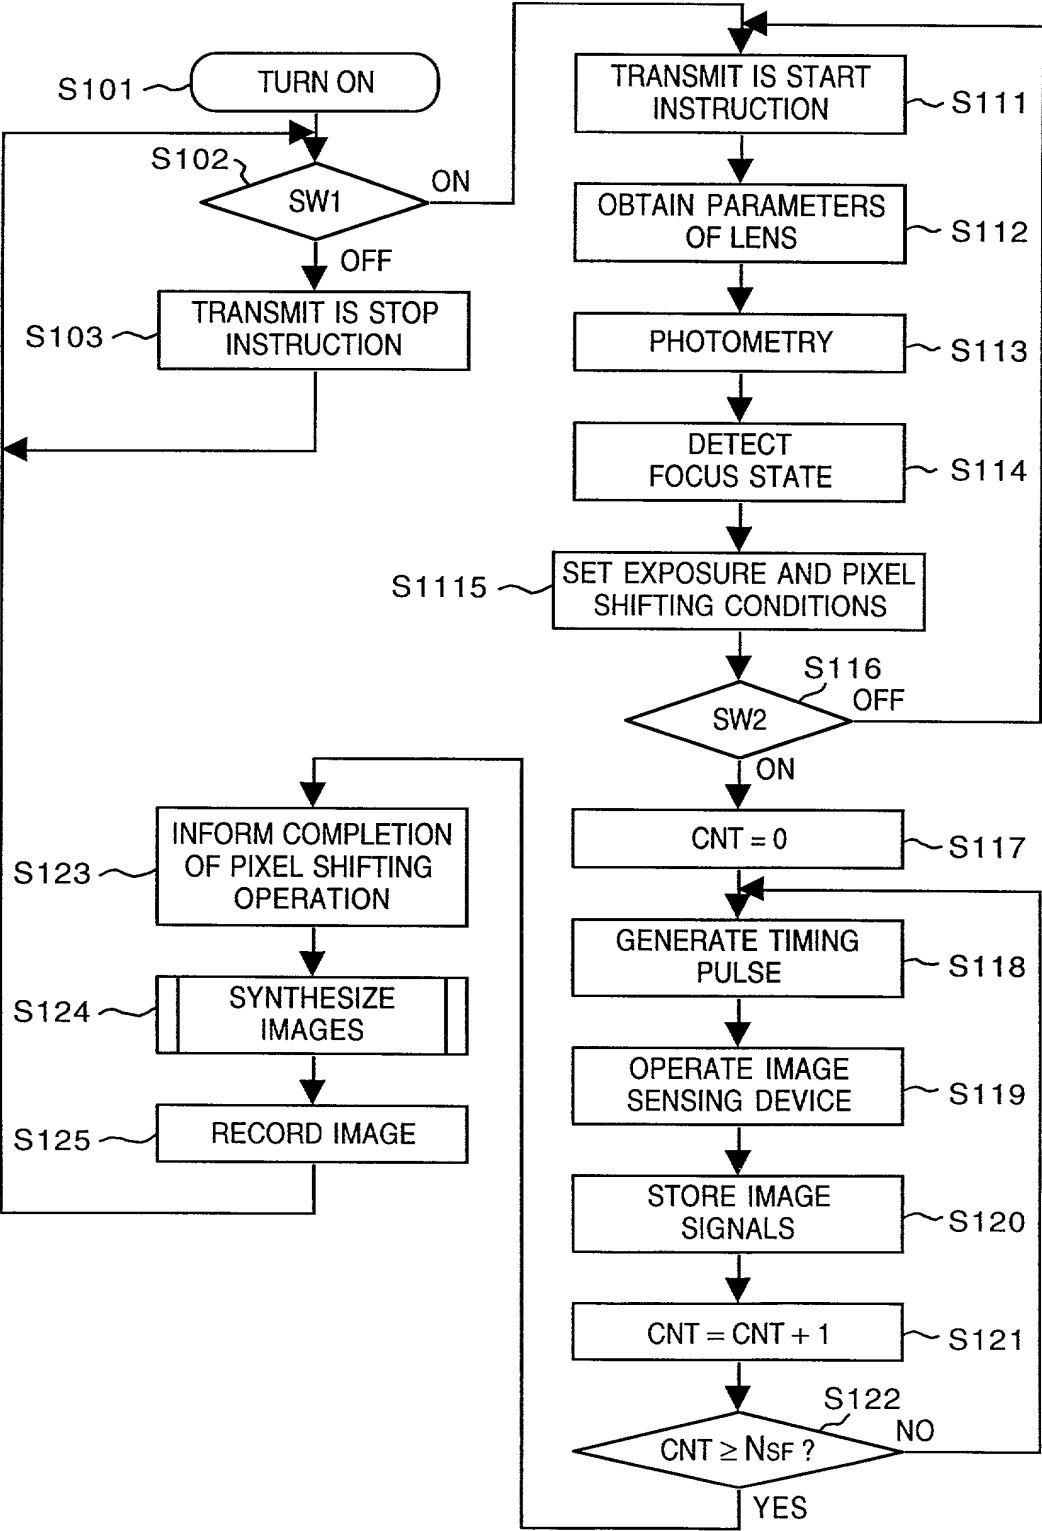 S101
TURN ON
S102
SW1
ON
OFF
S103
TRANSMIT IS STOP
INSTRUCTION
TRANSMIT IS START
INSTRUCTION
S111
OBTAIN PARAMETERS
OF LENS
S112
PHOTOMETRY
S113
DETECT
FOCUS STATE
S114
S1115
SET EXPOSURE AND PIXEL
SHIFTING CONDITIONS
S116
SW2
OFF
ON
CNT = 0
S117
GENERATE TIMING
PULSE
S118
OPERATE IMAGE
SENSING DEVICE
S119
STORE IMAGE
SIGNALS
S120
CNT = CNT + 1
S121
S122
CNT ≥ NSF ?
NO
YES
S123
INFORM COMPLETION
OF PIXEL SHIFTING
OPERATION
S124
SYNTHESIZE
IMAGES
S125
RECORD IMAGE